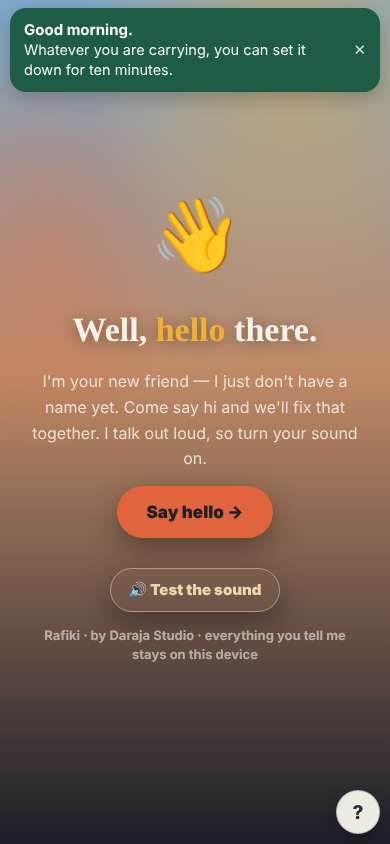 Good morning.
Whatever you are carrying, you can set it
down for ten minutes.
×
Well, hello there.
I'm your new friend — I just don't have a
name yet. Come say hi and we'll fix that
together. I talk out loud, so turn your sound
on.
Say hello →
🔊 Test the sound
Rafiki · by Daraja Studio · everything you tell me
stays on this device
?